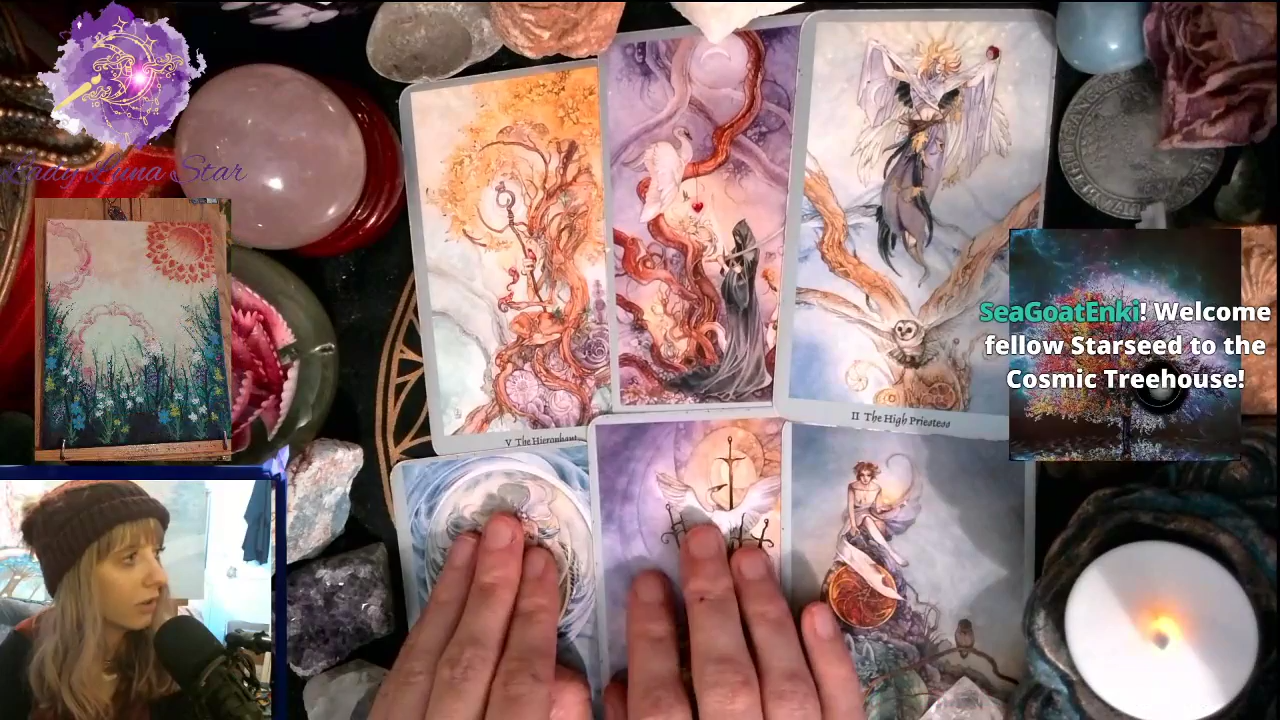 Lady Luna Star
SeaGoatEnki! Welcome
fellow Starseed to the
Cosmic Treehouse!
V The Hierophant
II The High Priestess